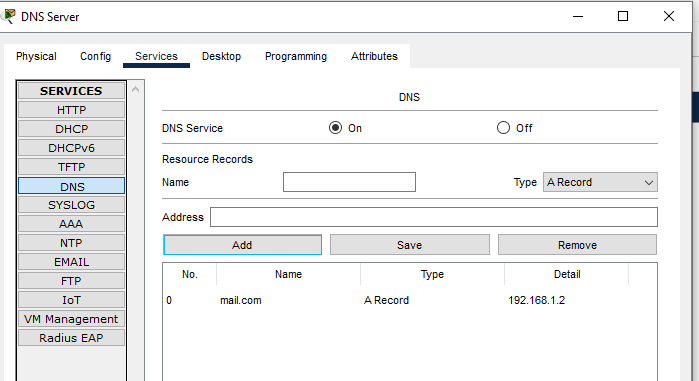 DNS Server
Physical Config Services Desktop Programming Attributes
SERVICES
HTTP
DHCP
DHCPv6
TFTP
DNS
SYSLOG
AAA
NTP
EMAIL
FTP
IoT
VM Management
Radius EAP
DNS
DNS Service On Off
Resource Records
Name Type A Record
Address
Add Save Remove
No. Name Type Detail
0 mail.com A Record 192.168.1.2